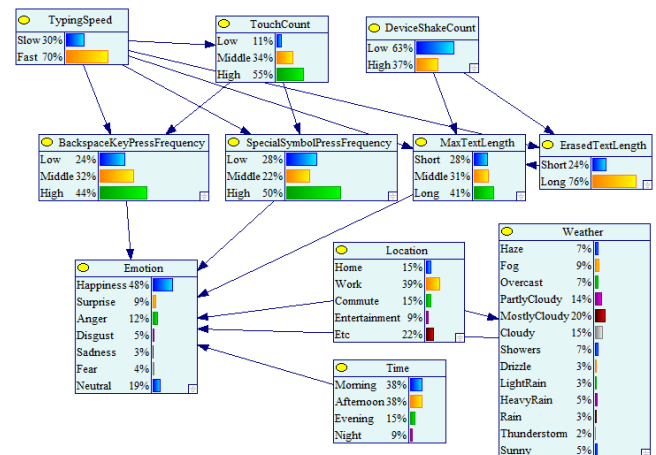 TypingSpeed
Slow 30%
Fast 70%
TouchCount
Low 11%
Middle 34%
High 55%
DeviceShakeCount
Low 63%
High 37%
BackspaceKeyPressFrequency
Low 24%
Middle 32%
High 44%
SpecialSymbolPressFrequency
Low 28%
Middle 22%
High 50%
MaxTextLength
Short 28%
Middle 31%
Long 41%
ErasedTextLength
Short 24%
Long 76%
Emotion
Happiness 48%
Surprise 9%
Anger 12%
Disgust 5%
Sadness 3%
Fear 4%
Neutral 19%
Location
Home 15%
Work 39%
Commute 15%
Entertainment 9%
Etc 22%
Time
Morning 38%
Afternoon 38%
Evening 15%
Night 9%
Weather
Haze 7%
Fog 9%
Overcast 7%
PartlyCloudy 14%
MostlyCloudy 20%
Cloudy 15%
Showers 7%
Drizzle 3%
LightRain 3%
HeavyRain 5%
Rain 3%
Thunderstorm 2%
Sunny 5%